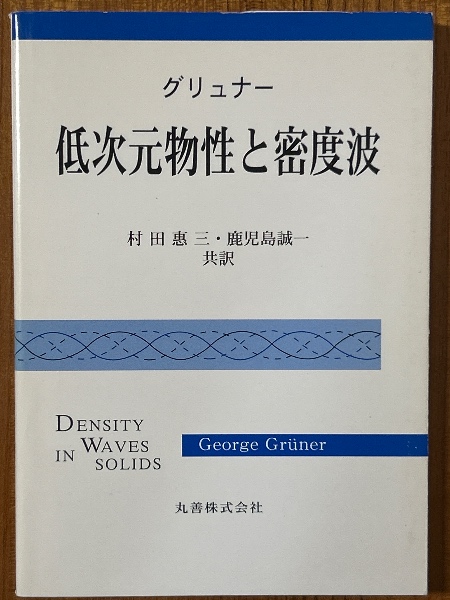 グリュナー
低次元物性と密度波
村田恵三・鹿児島誠一
共訳
DENSITY
IN WAVES
SOLIDS
George Grüner
丸善株式会社